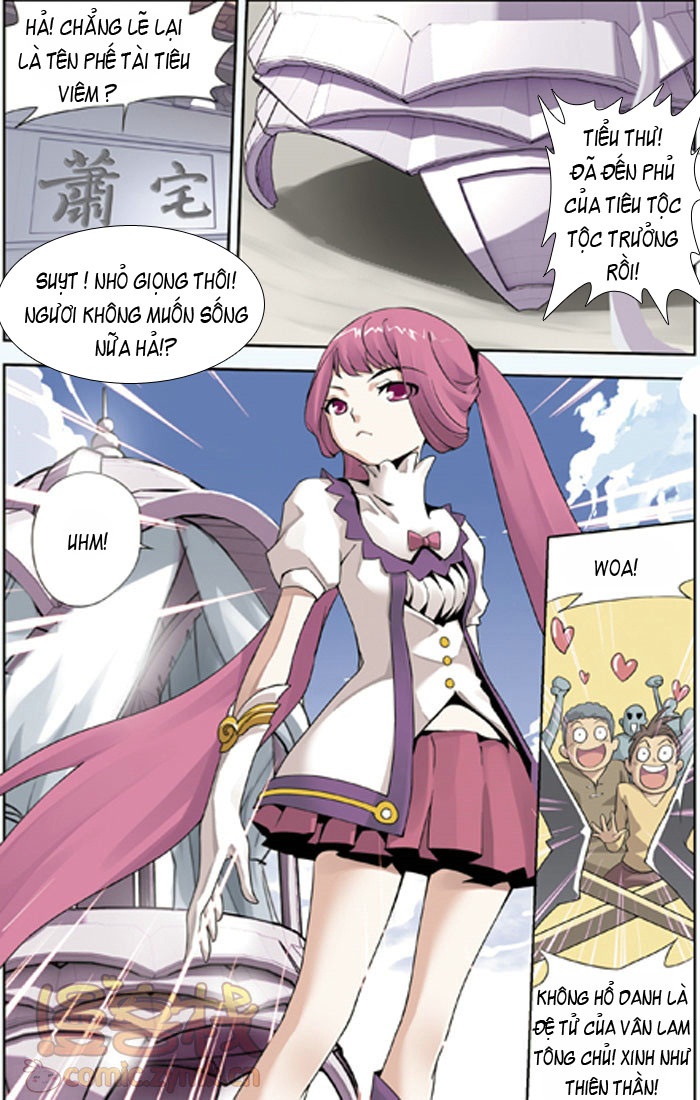 HẢ! CHẲNG LẼ LẠI
LÀ TÊN PHẾ TÀI TIÊU
VIÊM ?
蕭 宅
TIỂU THƯ!
ĐÃ ĐẾN PHỦ
CỦA TIÊU TỘC
TỘC TRƯỞNG
RỒI!
SUỴT ! NHỎ GIỌNG THÔI!
NGƯƠI KHÔNG MUỐN SỐNG
NỮA HẢ!?
UHM!
WOA!
KHÔNG HỔ DANH LÀ
ĐỆ TỬ CỦA VÂN LAM
TÔNG CHỦ! XINH NHƯ
THIÊN THẦN!